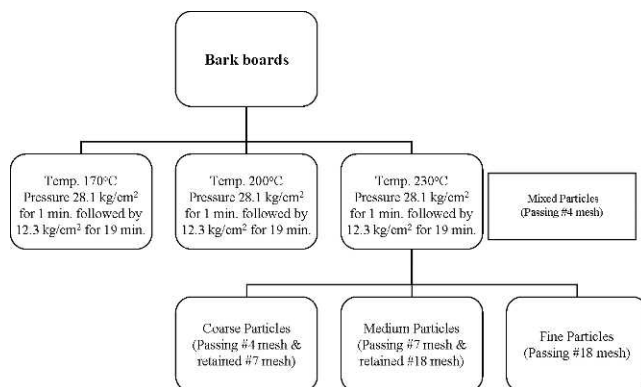 Bark boards
Temp. 170°C
Pressure 28.1 kg/cm²
for 1 min. followed by
12.3 kg/cm² for 19 min.
Temp. 200°C
Pressure 28.1 kg/cm²
for 1 min. followed by
12.3 kg/cm² for 19 min.
Temp. 230°C
Pressure 28.1 kg/cm²
for 1 min. followed by
12.3 kg/cm² for 19 min.
Mixed Particles
(Passing #4 mesh)
Coarse Particles
(Passing #4 mesh &
retained #7 mesh)
Medium Particles
(Passing #7 mesh &
retained #18 mesh)
Fine Particles
(Passing #18 mesh)